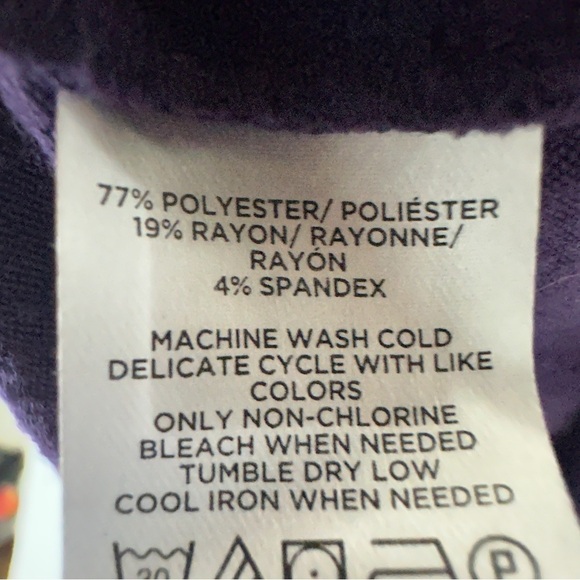 77% POLYESTER/ POLIÉSTER
19% RAYON/ RAYONNE/
RAYÓN
4% SPANDEX
MACHINE WASH COLD
DELICATE CYCLE WITH LIKE
COLORS
ONLY NON-CHLORINE
BLEACH WHEN NEEDED
TUMBLE DRY LOW
COOL IRON WHEN NEEDED
30 P